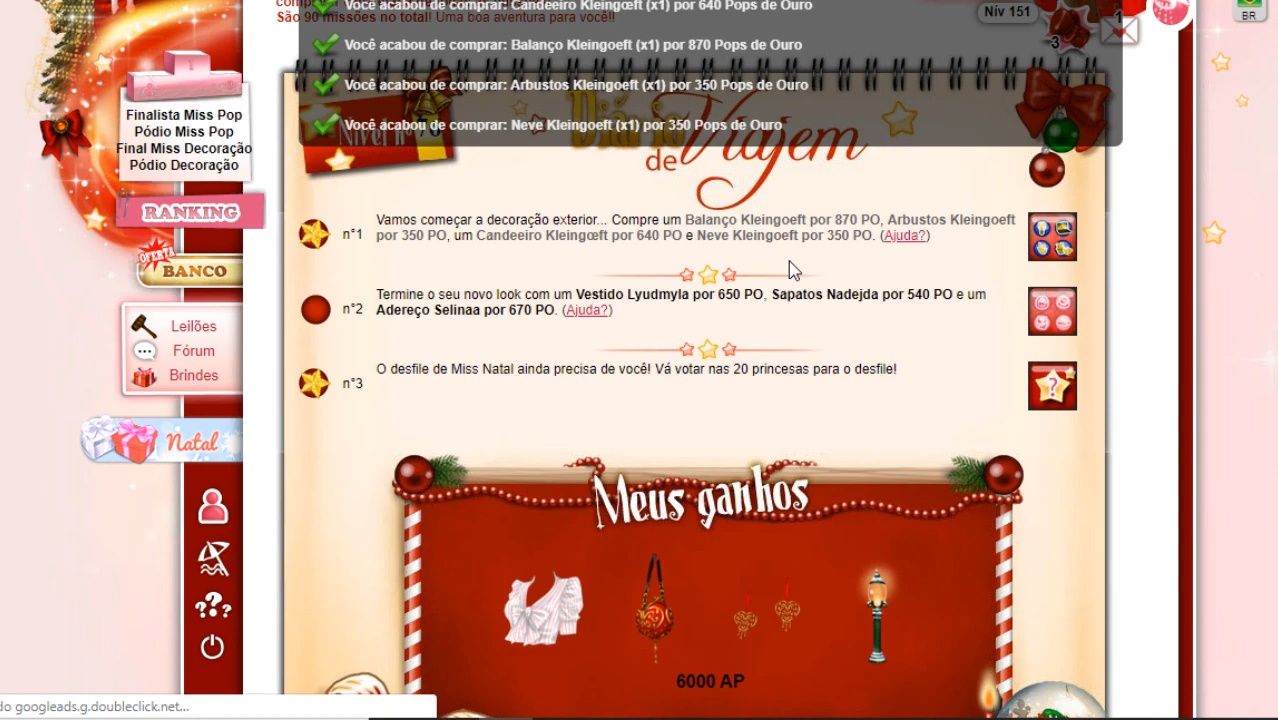 São 90 missões no total! Uma boa aventura para você!!
Você acabou de comprar: Candeeiro Kleingœft (x1) por 640 Pops de Ouro
Você acabou de comprar: Balanço Kleingoeft (x1) por 870 Pops de Ouro
Você acabou de comprar: Arbustos Kleingoeft (x1) por 350 Pops de Ouro
Você acabou de comprar: Neve Kleingoeft (x1) por 350 Pops de Ouro
Nív 151
3
1
BR
1
Finalista Miss Pop
Pódio Miss Pop
Final Miss Decoração
Pódio Decoração
RANKING
OFERTA
BANCO
Leilões
Fórum
Brindes
Natal
Diário
de Viajem
n°1
Vamos começar a decoração exterior... Compre um Balanço Kleingoeft por 870 PO, Arbustos Kleingoeft
por 350 PO, um Candeeiro Kleingœft por 640 PO e Neve Kleingoeft por 350 PO. (Ajuda?)
n°2
Termine o seu novo look com um Vestido Lyudmyla por 650 PO, Sapatos Nadejda por 540 PO e um
Adereço Selinaa por 670 PO. (Ajuda?)
n°3
O desfile de Miss Natal ainda precisa de você! Vá votar nas 20 princesas para o desfile!
?
Meus ganhos
6000 AP
???
do googleads.g.doubleclick.net...